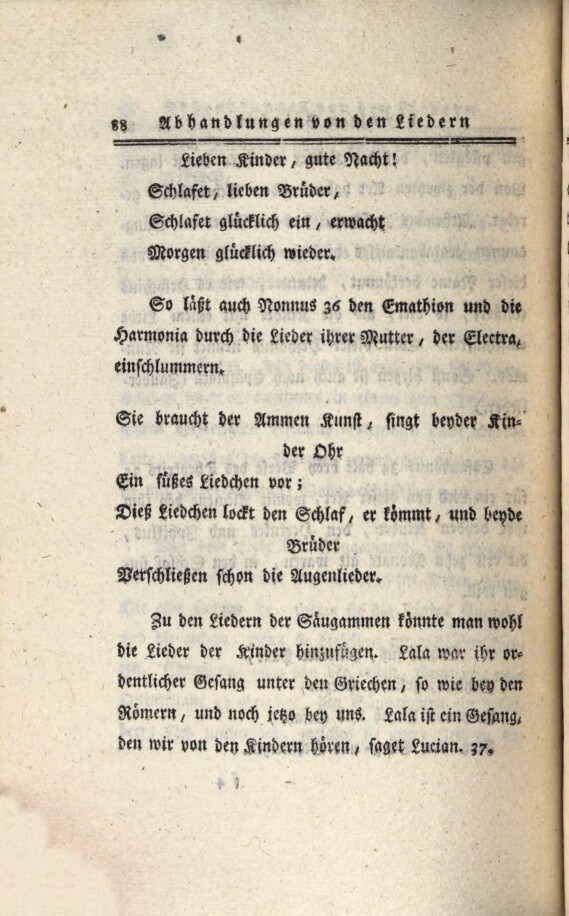 88 Abhandlungen von den Liedern
Lieben Kinder, gute Nacht!
Schlafet, lieben Brüder,
Schlafet glücklich ein, erwacht
Morgen glücklich wieder.
So läßt auch Nonnus 36 den Emathion und die
Harmonia durch die Lieder ihrer Mutter, der Electra,
einschlummern.
Sie braucht der Ammen Kunst, singt beyder Kin-
der Ohr
Ein süßes Liedchen vor;
Dieß Liedchen lockt den Schlaf, er kömmt, und beyde
Brüder
Verschließen schon die Augenlieder.
Zu den Liedern der Säugammen könnte man wohl
die Lieder der Kinder hinzufügen. Lala war ihr or-
dentlicher Gesang unter den Griechen, so wie bey den
Römern, und noch jetzo bey uns. Lala ist ein Gesang,
den wir von den Kindern hören, saget Lucian. 37.